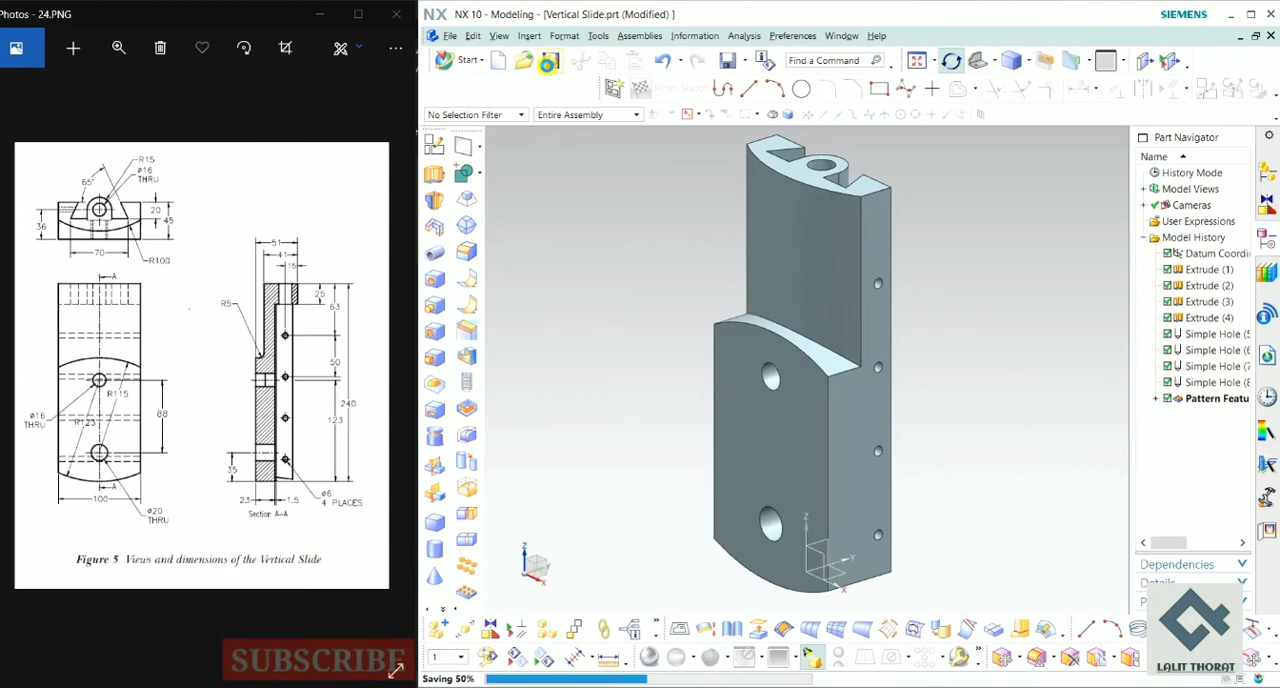 Photos - 24.PNG
NX 10 - Modeling - [Vertical Slide.prt (Modified) ]
SIEMENS
File Edit View Insert Format Tools Assemblies Information Analysis Preferences Window Help
Start
Find a Command
Finish Sketch
No Selection Filter
Entire Assembly
Part Navigator
Name
History Mode
Model Views
Cameras
User Expressions
Model History
Datum Coordi
Extrude (1)
Extrude (2)
Extrude (3)
Extrude (4)
Simple Hole (5
Simple Hole (6
Simple Hole (7
Simple Hole (8
Pattern Featu
Dependencies
Details
P
R15
ø16
THRU
65°
20
45
36
70
R100
A
51
41
15
R5
25
63
50
240
123
88
R115
R123
ø16
THRU
35
100
A
ø20
THRU
23
1.5
ø6
4 PLACES
Section A-A
Figure 5 Views and dimensions of the Vertical Slide
Z
Y
X
Z
X
SUBSCRIBE
LALIT THORAT
1
Saving 50%